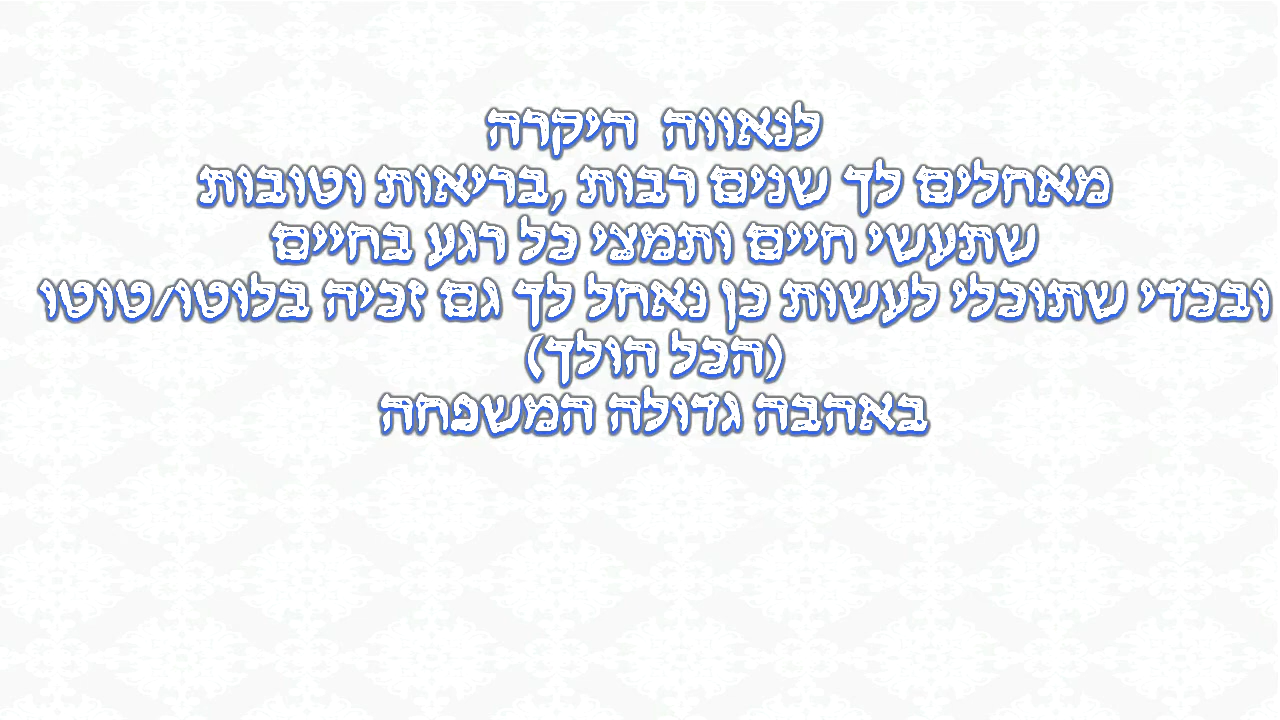 לנאווה היקרה
מאחלים לך שנים רבות ,בריאות וטובות
שתעשי חיים ותמצי כל רגע בחיים
ובכדי שתוכלי לעשות כן נאחל לך גם זכיה בלוטו/טוטו
(הכל הולך)
באהבה גדולה המשפחה